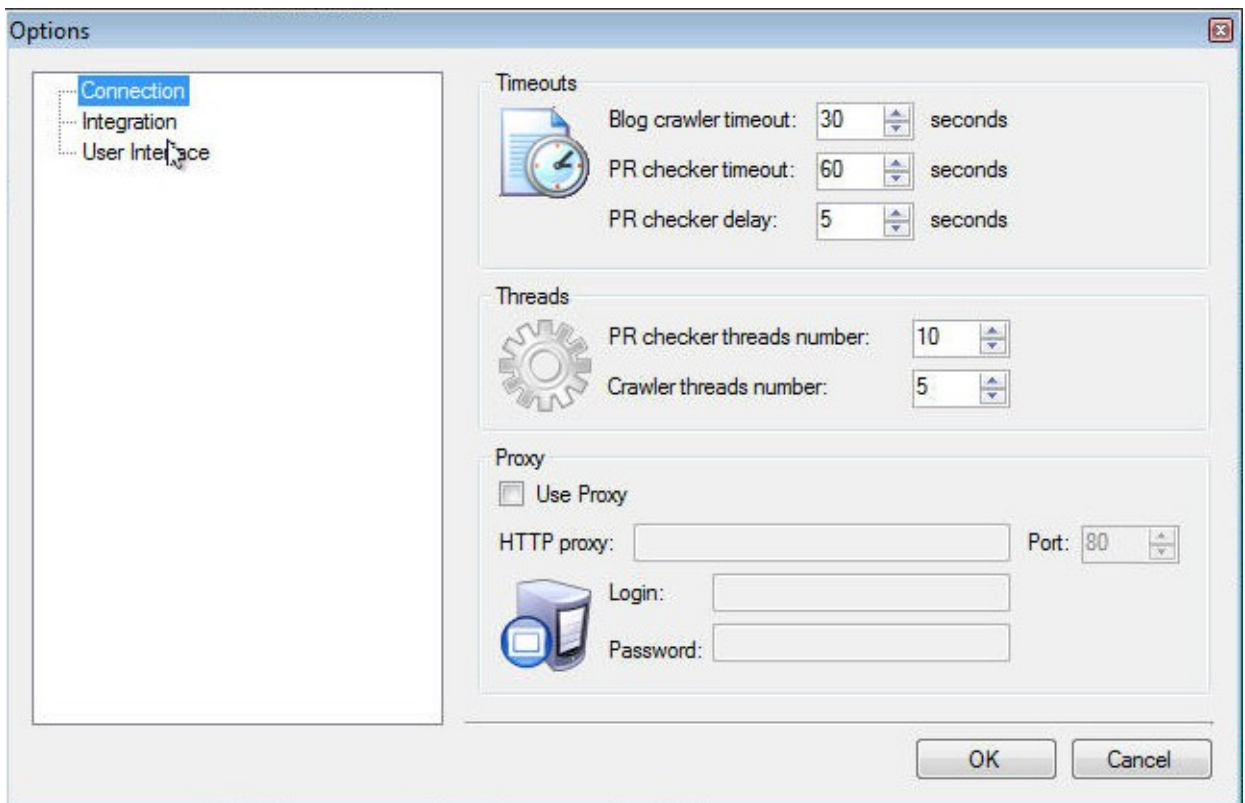 Options
Connection
Integration
User Interface
Timeouts
Blog crawler timeout: 30 seconds
PR checker timeout: 60 seconds
PR checker delay: 5 seconds
Threads
PR checker threads number: 10
Crawler threads number: 5
Proxy
Use Proxy
HTTP proxy: Port: 80
Login:
Password:
OK Cancel